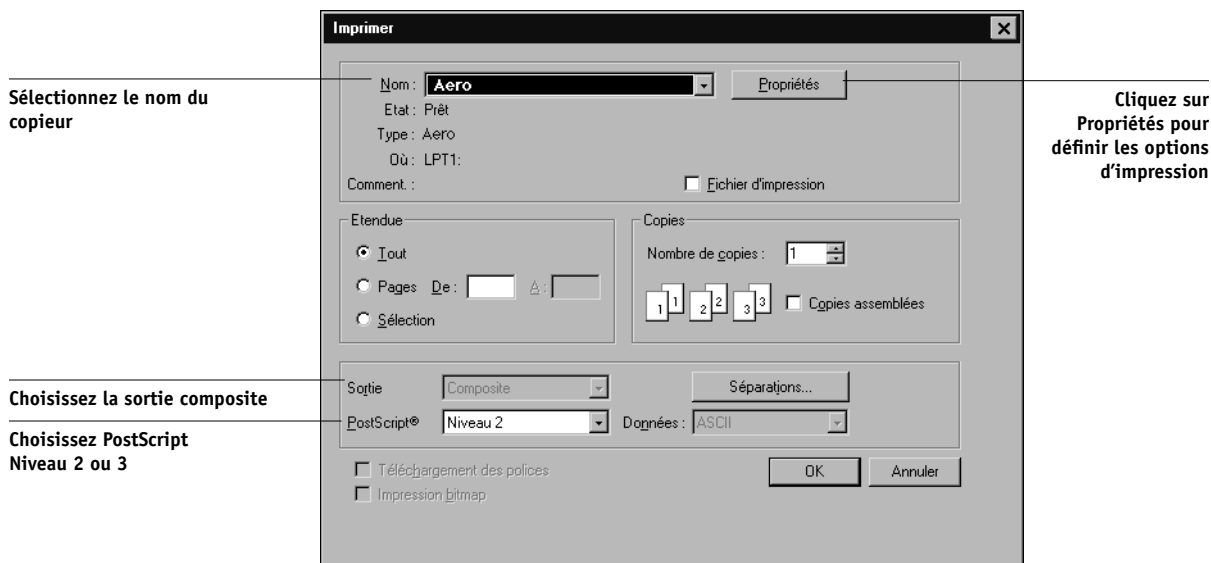 Imprimer
Sélectionnez le nom du
copieur
Nom : Aero Propriétés
Etat : Prêt
Type : Aero
Où : LPT1:
Comment. : Fichier d'impression
Cliquez sur
Propriétés pour
définir les options
d’impression
Etendue
Tout
Pages De : A :
Sélection
Copies
Nombre de copies : 1
1 1 2 2 3 3 Copies assemblées
Choisissez la sortie composite
Sortie Composite Séparations...
Choisissez PostScript
Niveau 2 ou 3
PostScript® Niveau 2 Données : ASCII
Téléchargement des polices
Impression bitmap
OK Annuler